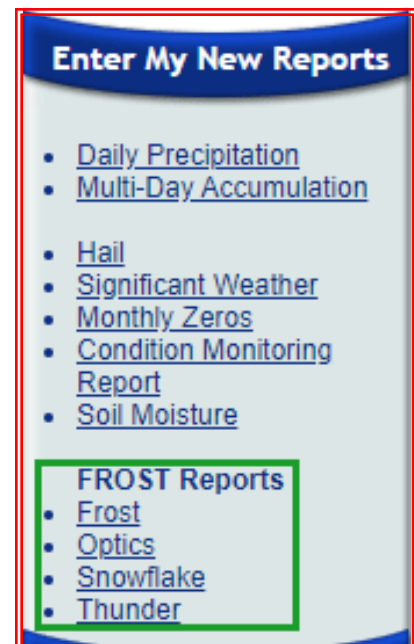 Enter My New Reports
Daily Precipitation
Multi-Day Accumulation
Hail
Significant Weather
Monthly Zeros
Condition Monitoring
Report
Soil Moisture
FROST Reports
Frost
Optics
Snowflake
Thunder